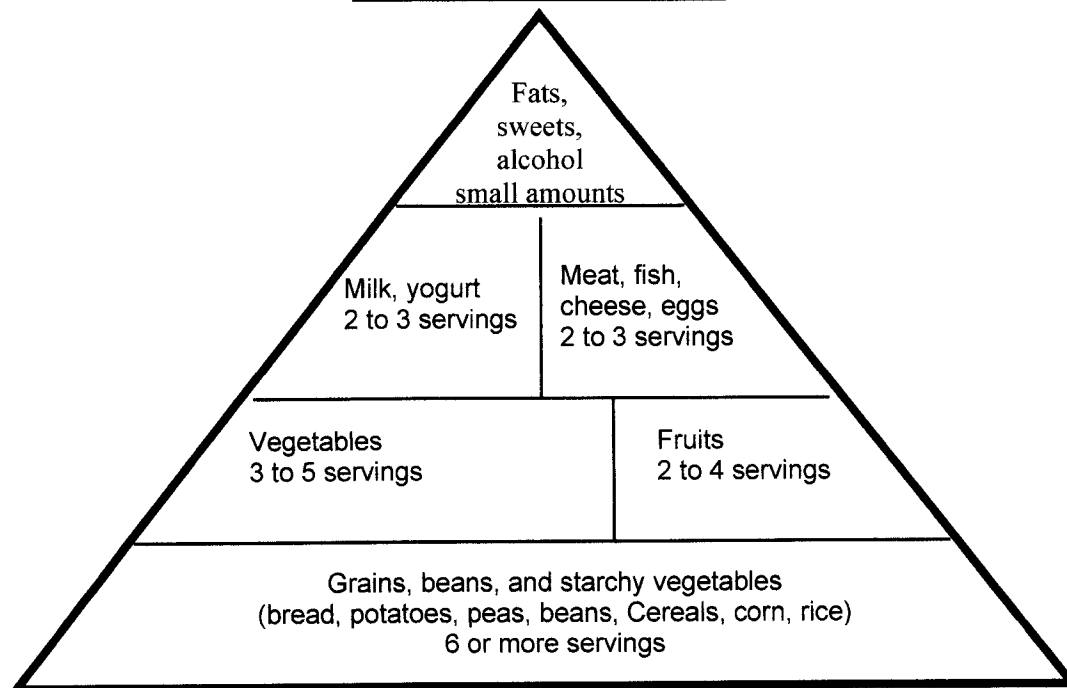 Fats,
sweets,
alcohol
small amounts
Milk, yogurt
2 to 3 servings
Meat, fish,
cheese, eggs
2 to 3 servings
Vegetables
3 to 5 servings
Fruits
2 to 4 servings
Grains, beans, and starchy vegetables
(bread, potatoes, peas, beans, Cereals, corn, rice)
6 or more servings